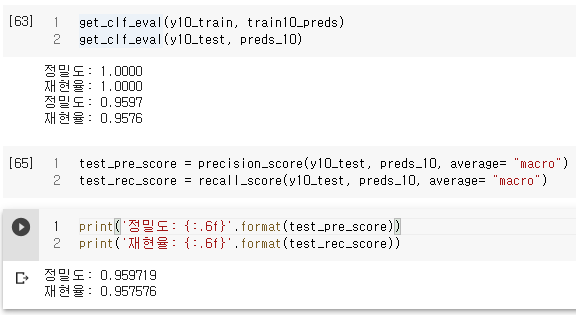 [63] 1 get_clf_eval(y10_train, train10_preds)
2 get_clf_eval(y10_test, preds_10)
정밀도: 1.0000
재현율: 1.0000
정밀도: 0.9597
재현율: 0.9576
[65] 1 test_pre_score = precision_score(y10_test, preds_10, average= "macro")
2 test_rec_score = recall_score(y10_test, preds_10, average= "macro")
1 print('정밀도: {:.6f}'.format(test_pre_score))
2 print('재현율: {:.6f}'.format(test_rec_score))
정밀도: 0.959719
재현율: 0.957576